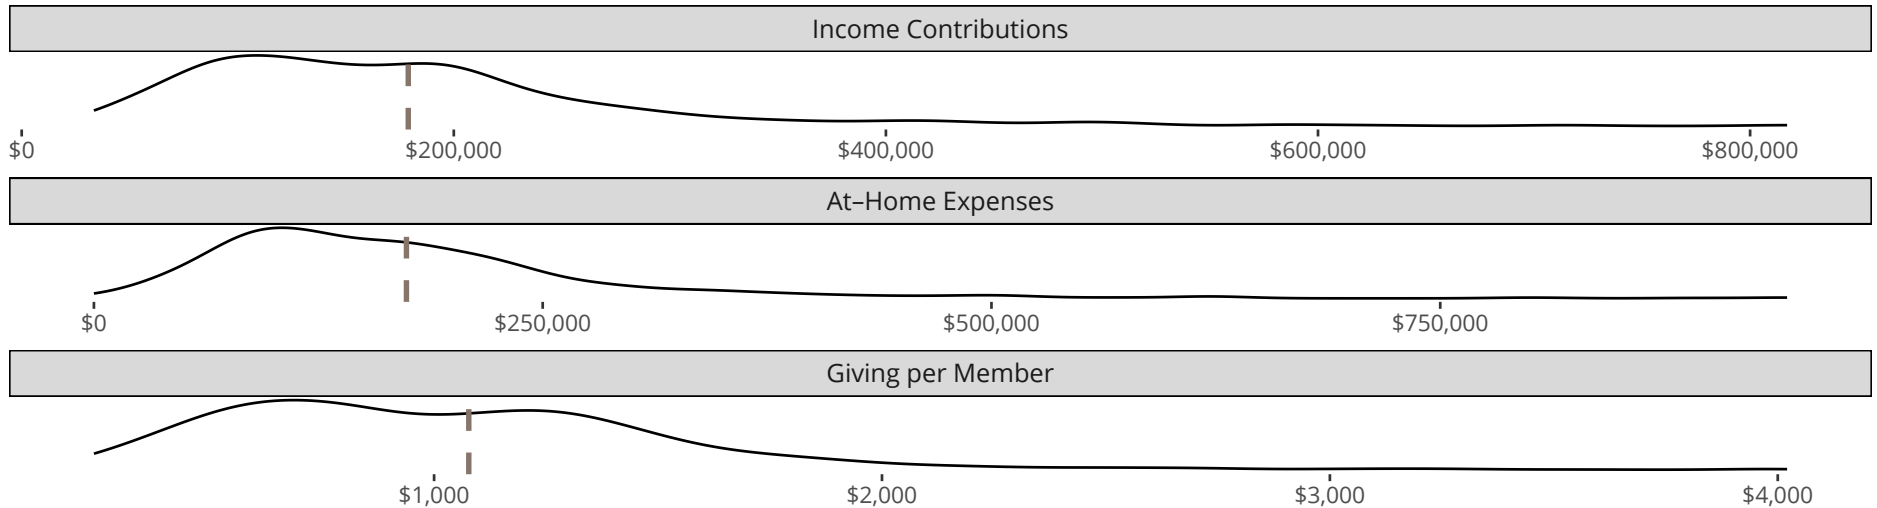 Income Contributions
$0 $200,000 $400,000 $600,000 $800,000
At–Home Expenses
$0 $250,000 $500,000 $750,000
Giving per Member
$1,000 $2,000 $3,000 $4,000